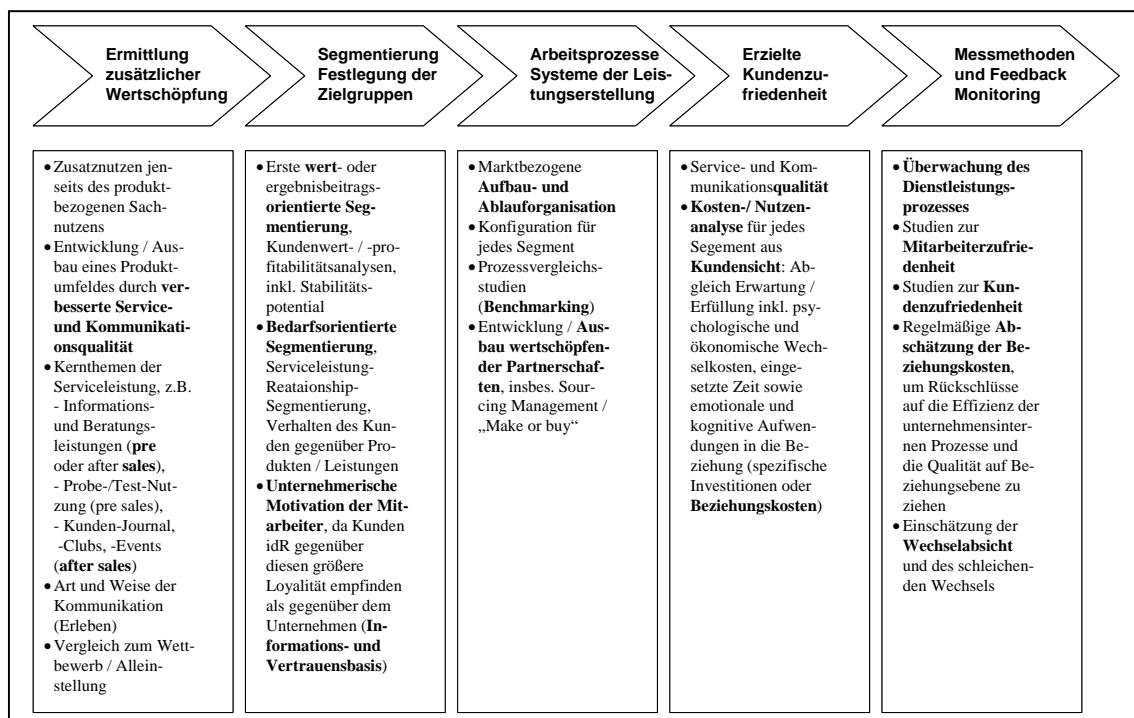 Ermittlung
zusätzlicher
Wertschöpfung
Segmentierung
Festlegung der
Zielgruppen
Arbeitsprozesse
Systeme der Leis-
tungserstellung
Erzielte
Kundenzu-
friedenheit
Messmethoden
und Feedback
Monitoring
• Zusatznutzen jen-
seits des produkt-
bezogenen Sach-
nutzens
• Entwicklung / Aus-
bau eines Produkt-
umfeldes durch ver-
besserte Service-
und Kommunikati-
onsqualität
• Kernthemen der
Serviceleistung, z.B.
- Informations-
und Beratungs-
leistungen (pre
oder after sales),
- Probe-/Test-Nut-
zung (pre sales),
- Kunden-Journal,
-Clubs, -Events
(after sales)
• Art und Weise der
Kommunikation
(Erleben)
• Vergleich zum Wett-
bewerb / Allein-
stellung
• Erste wert- oder
ergebnisbeitrags-
orientierte Seg-
mentierung,
Kundenwert- / -pro-
fitabilitätsanalysen,
inkl. Stabilitäts-
potential
• Bedarfsorientierte
Segmentierung,
Serviceleistung-
Reataionship-
Segmentierung,
Verhalten des Kun-
den gegenüber Pro-
dukten / Leistungen
• Unternehmerische
Motivation der Mit-
arbeiter, da Kunden
idR gegenüber
diesen größere
Loyalität empfinden
als gegenüber dem
Unternehmen (In-
formations- und
Vertrauensbasis)
• Marktbezogene
Aufbau- und
Ablauforganisation
• Konfiguration für
jedes Segment
• Prozessvergleichs-
studien
(Benchmarking)
• Entwicklung / Aus-
bau wertschöpfen-
der Partnerschaf-
ten, insbes. Sour-
cing Management /
„Make or buy“
• Service- und Kom-
munikationsqualität
• Kosten-/ Nutzen-
analyse für jedes
Segement aus
Kundensicht: Ab-
gleich Erwartung /
Erfüllung inkl. psy-
chologische und
ökonomische Wech-
selkosten, einge-
setzte Zeit sowie
emotionale und
kognitive Aufwen-
dungen in die Be-
ziehung (spezifische
Investitionen oder
Beziehungskosten)
• Überwachung des
Dienstleistungs-
prozesses
• Studien zur
Mitarbeiterzufrie-
denheit
• Studien zur Kun-
denzufriedenheit
• Regelmäßige Ab-
schätzung der Be-
ziehungskosten,
um Rückschlüsse
auf die Effizienz der
unternehmensinter-
nen Prozesse und
die Qualität auf Be-
ziehungsebene zu
ziehen
• Einschätzung der
Wechselabsicht
und des schleichen-
den Wechsels